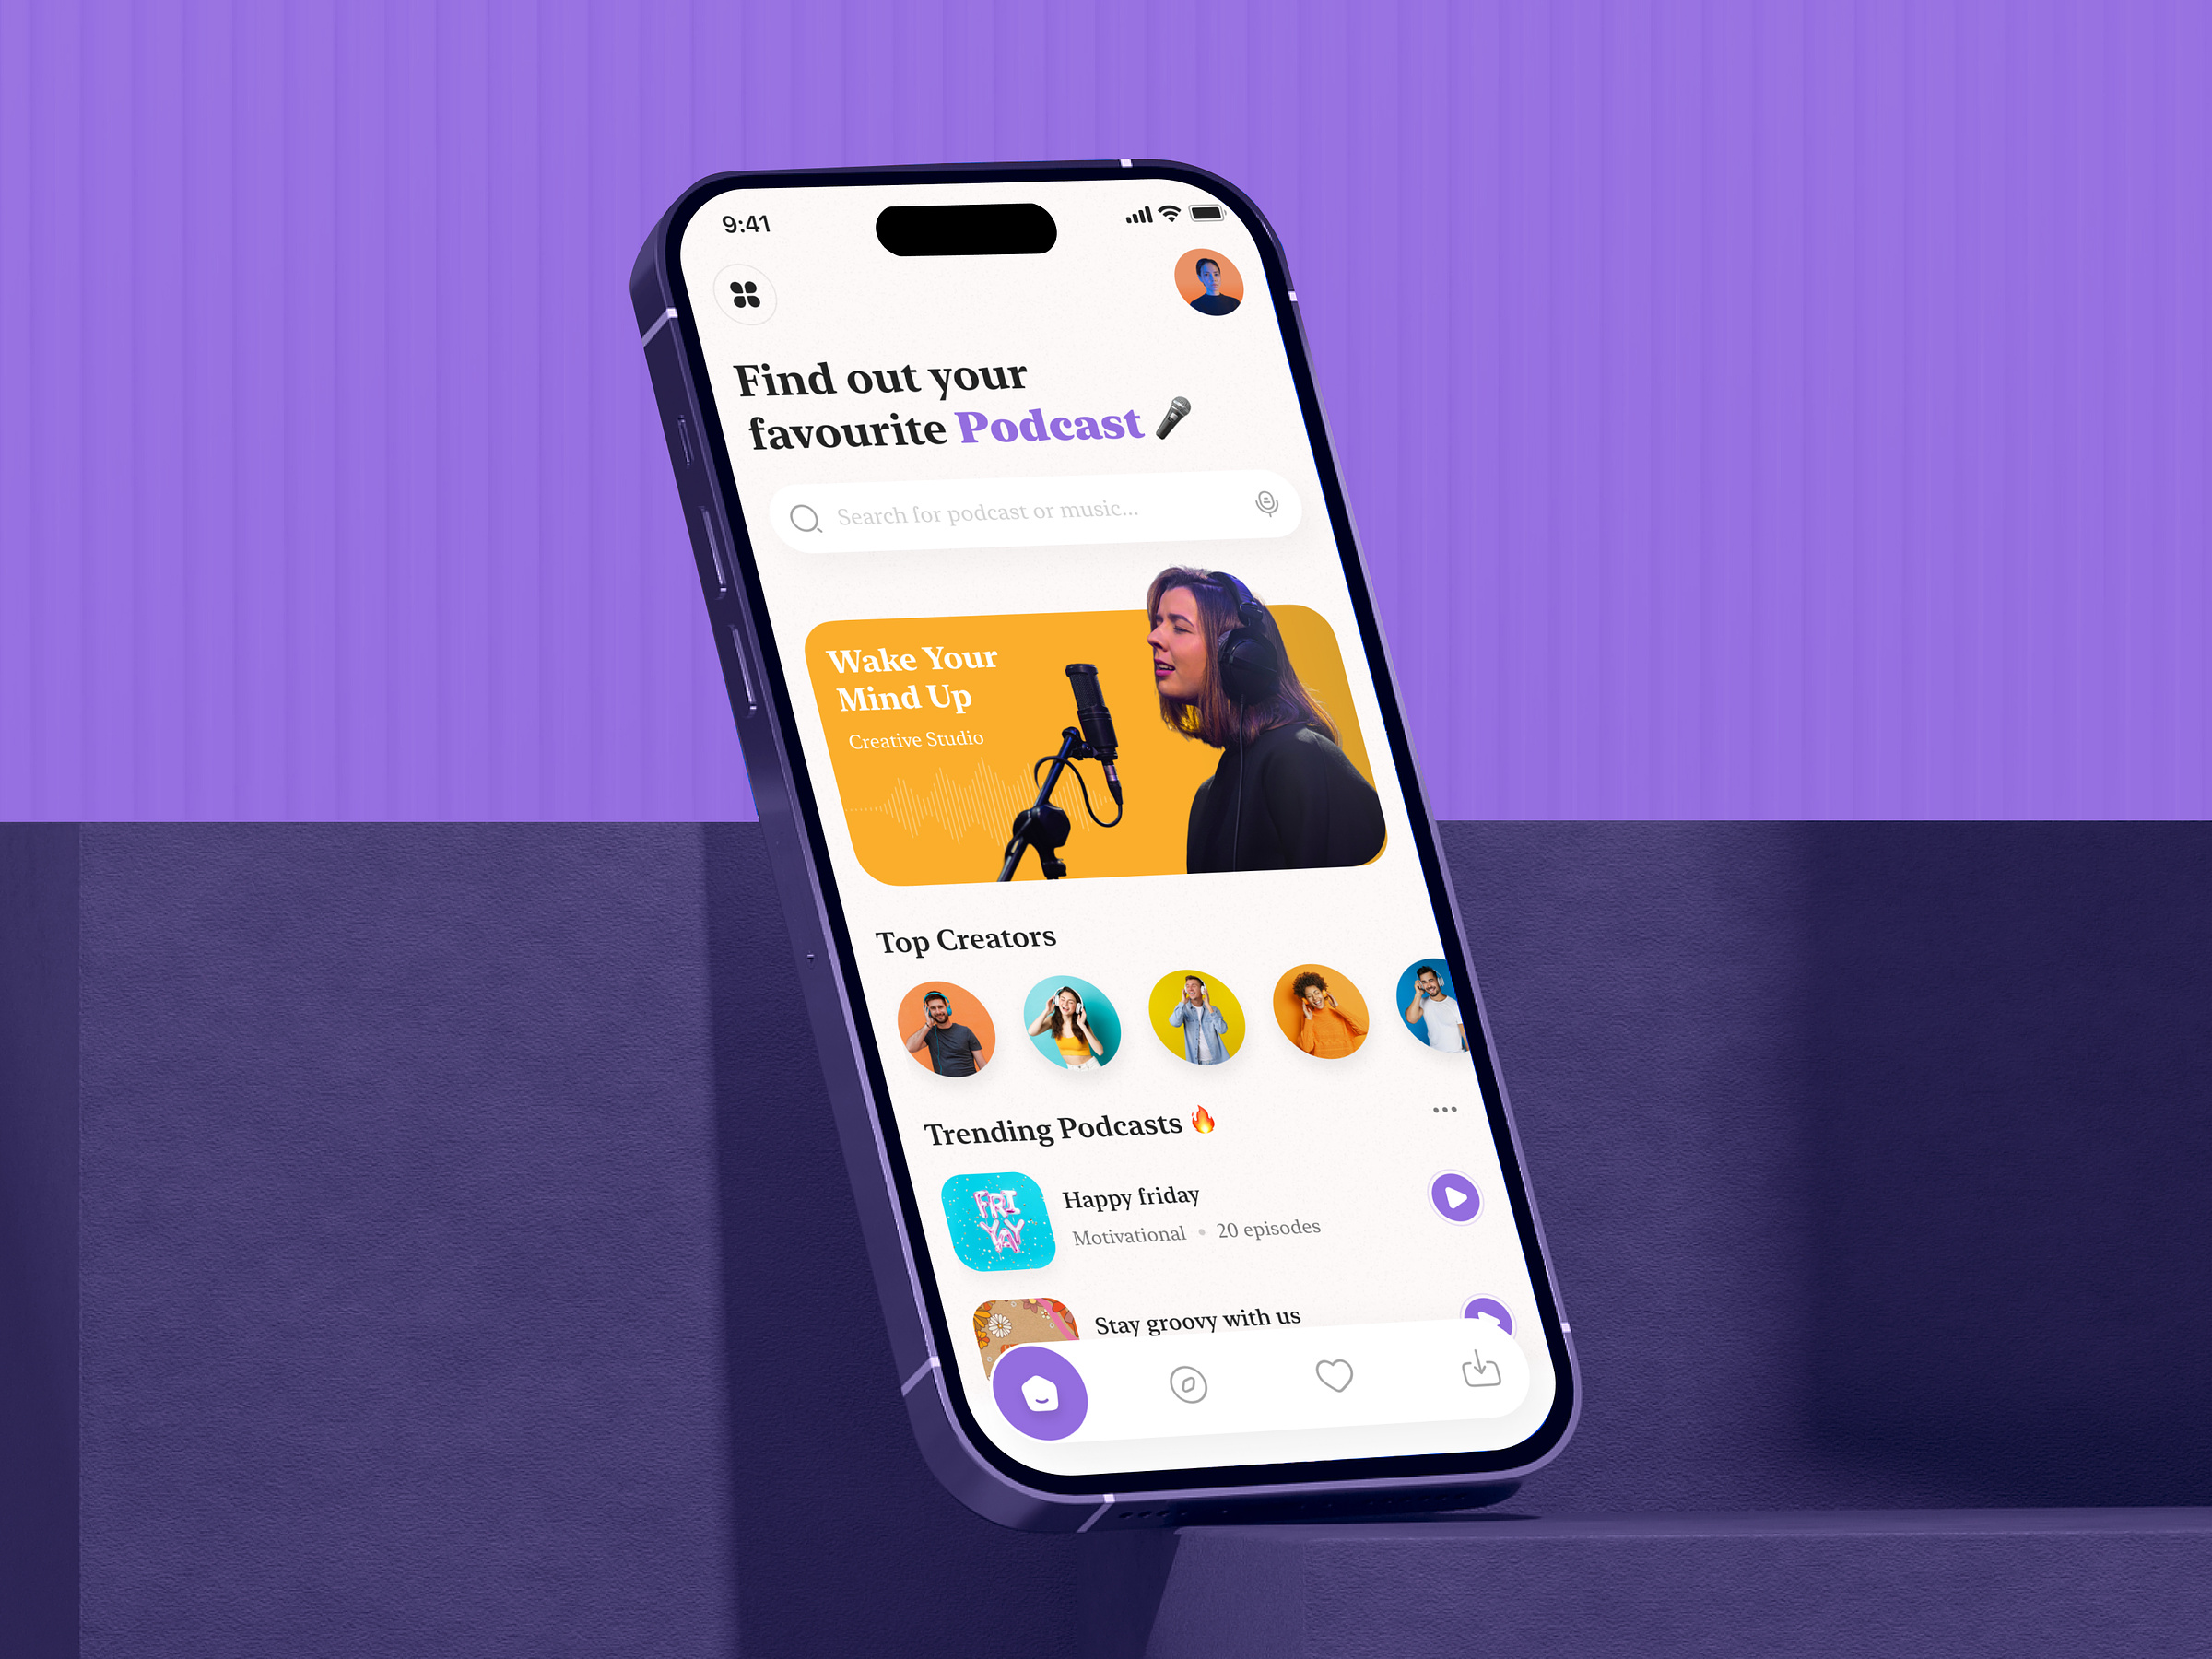 9:41
Find out your
favourite Podcast
Search for podcast or music...
Wake Your
Mind Up
Creative Studio
Top Creators
Trending Podcasts
FRI
YAY
Happy friday
Motivational • 20 episodes
Stay groovy with us